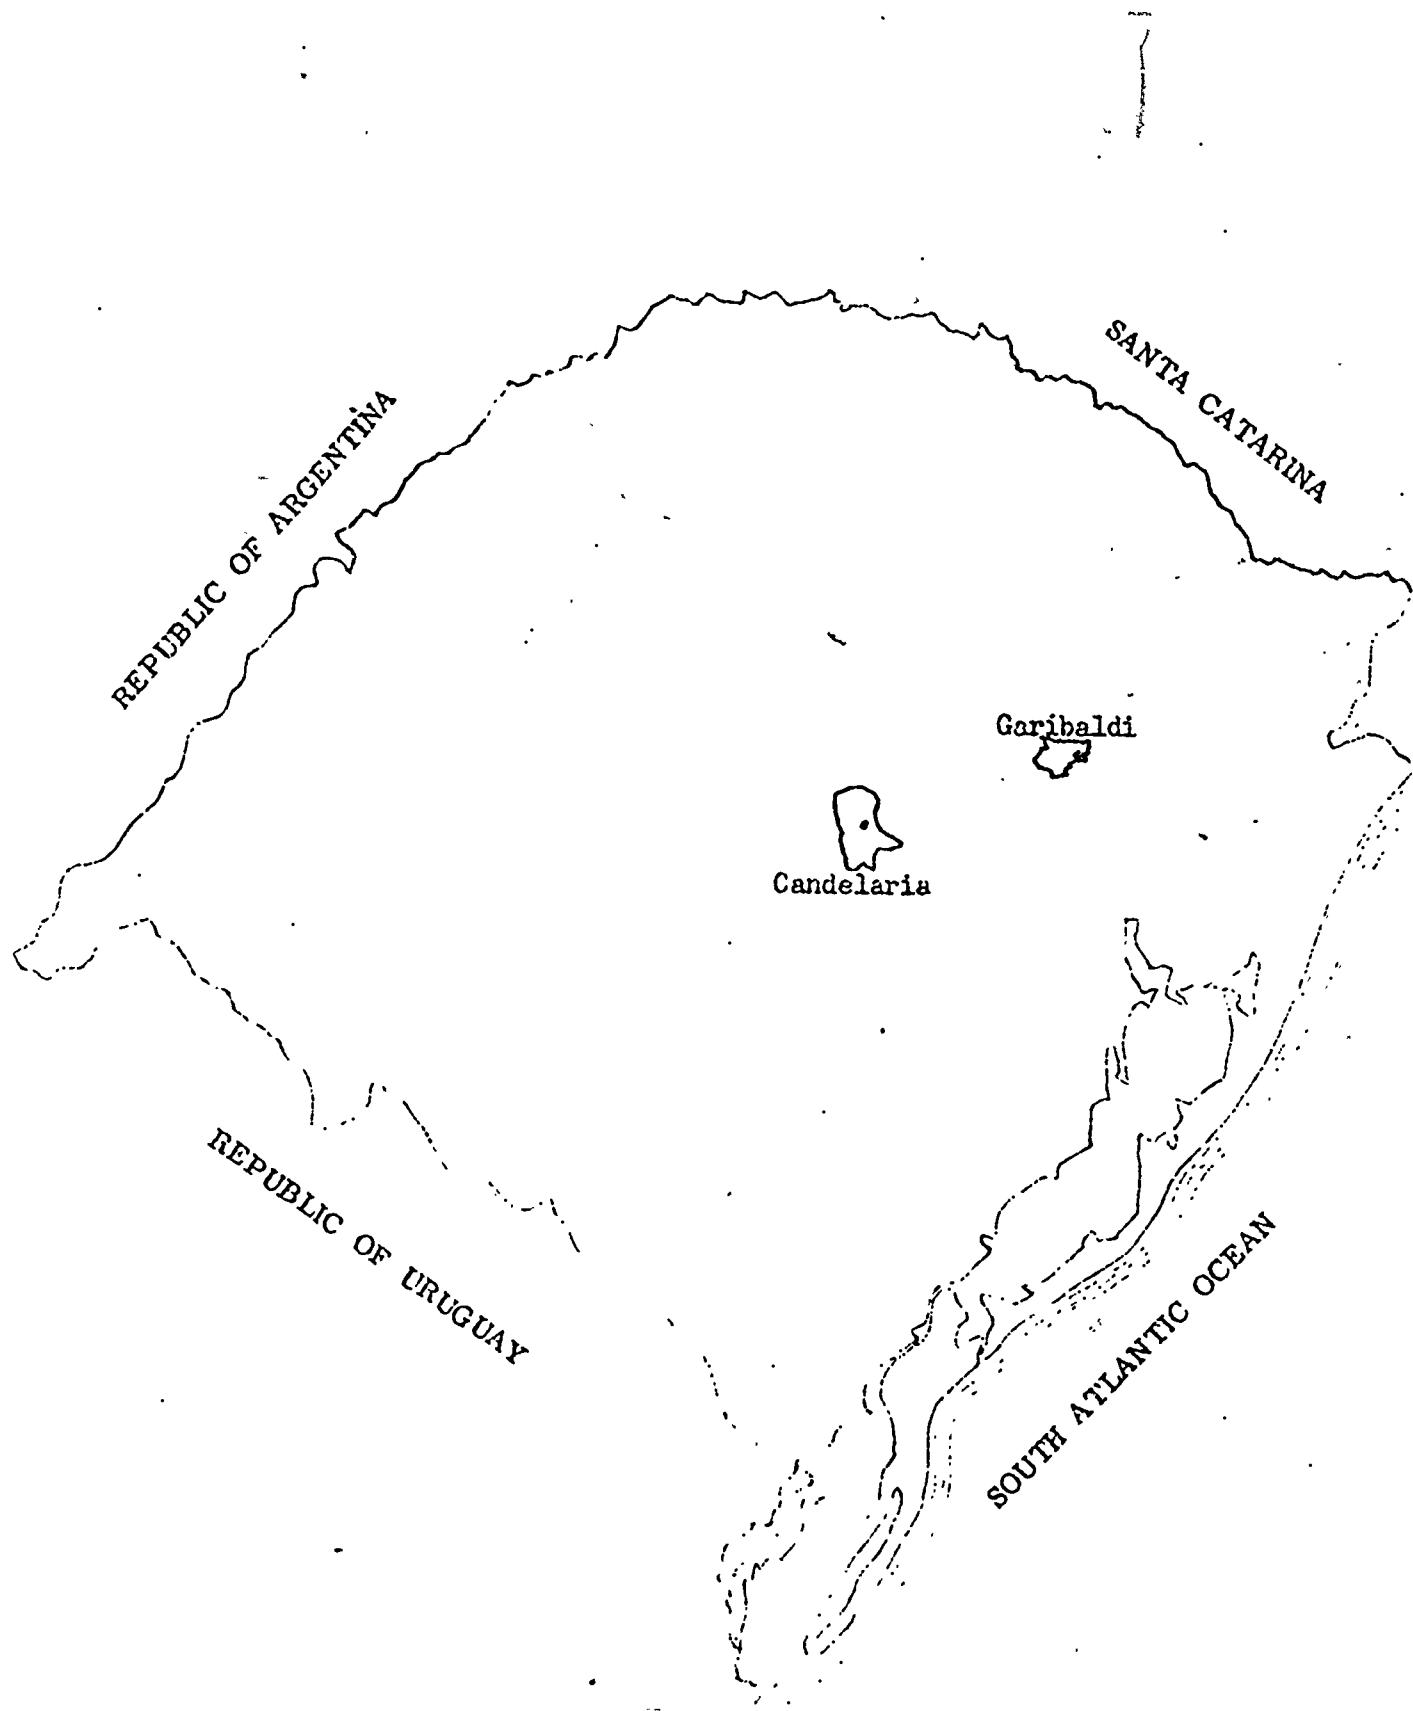 SANTA CATARINA
REPUBLIC OF ARGENTINA
Garibaldi
Candelaria
REPUBLIC OF URUGUAY
SOUTH ATLANTIC OCEAN